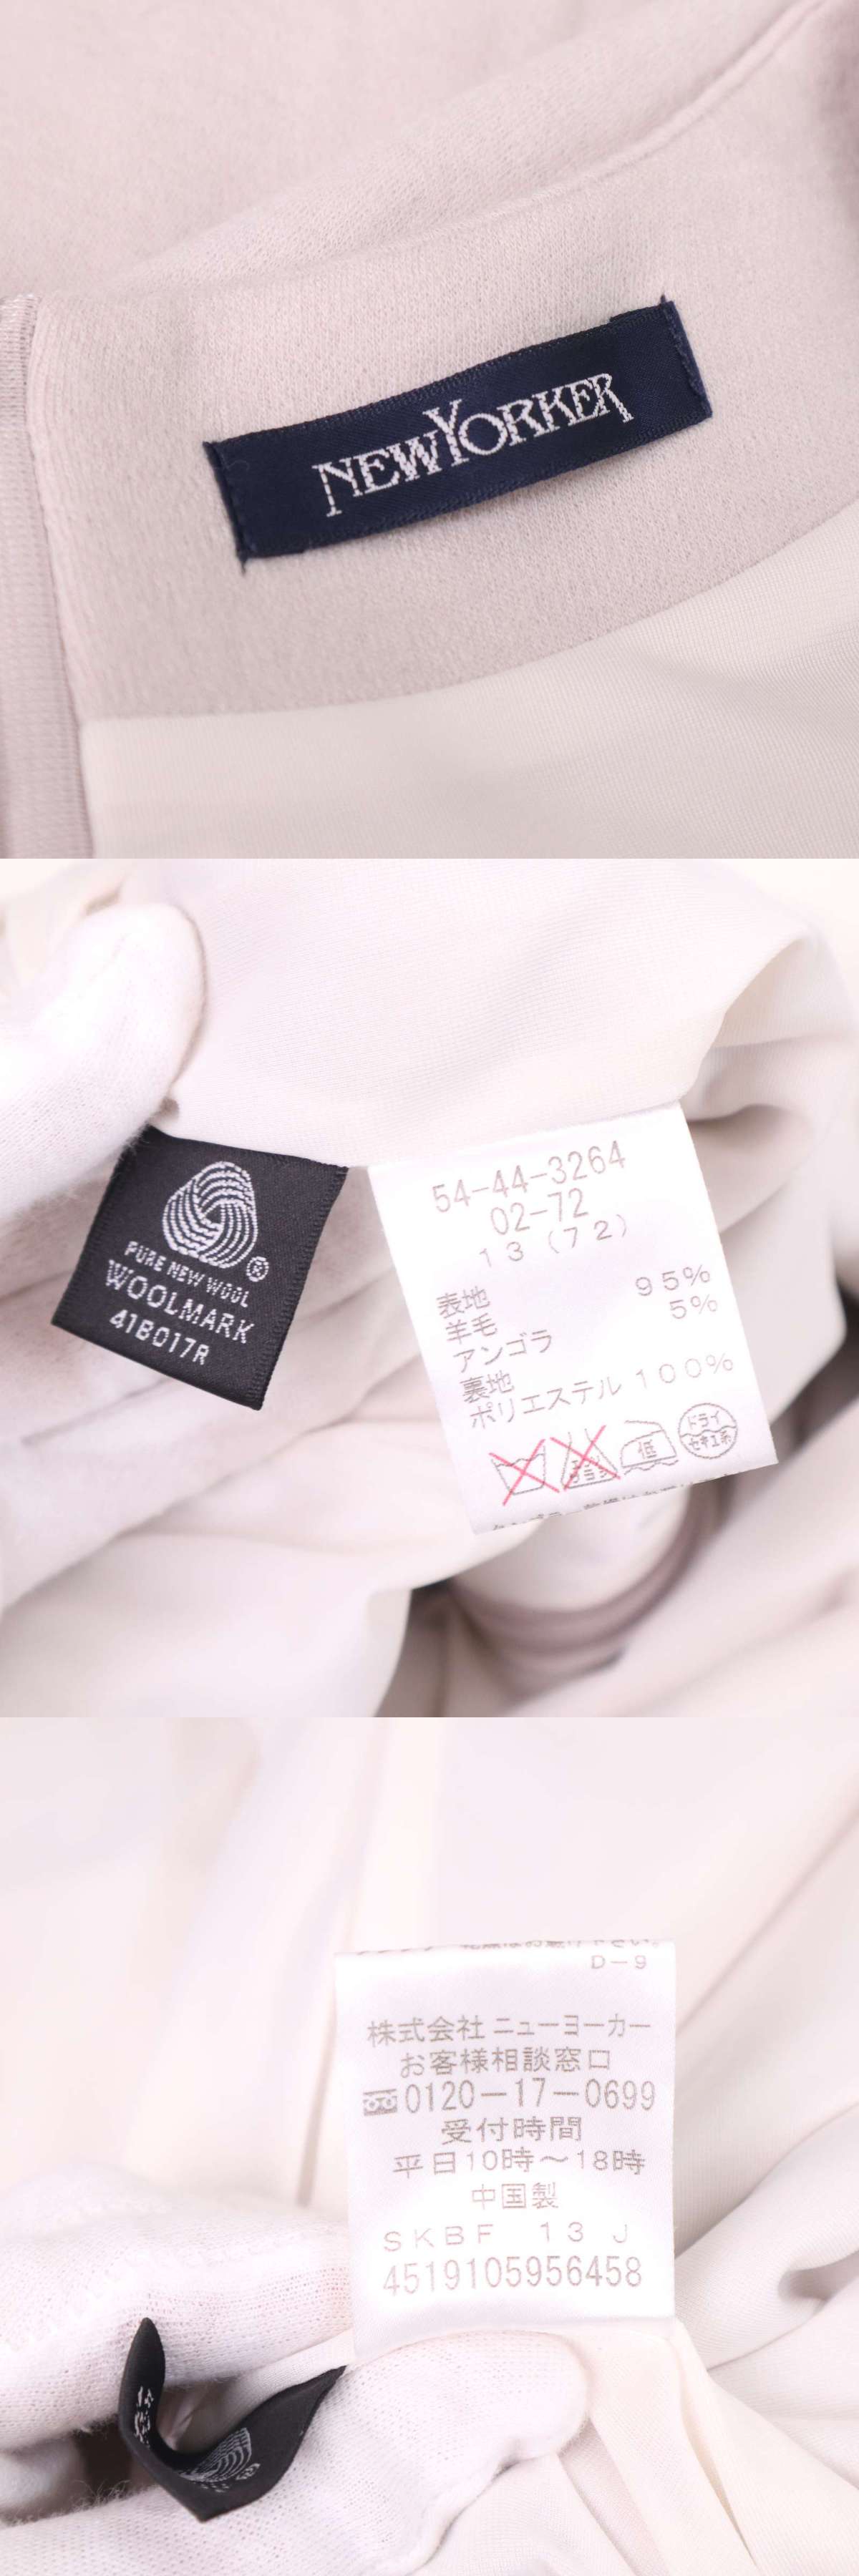 NEWYORKER
PURE NEW WOOL
WOOLMARK
41B017R
54-44-3264
02-72
13(72)
表地
羊毛 95%
アンゴラ 5%
裏地
ポリエステル 100%
低
ドライ
セキユ系
D-9
株式会社 ニューヨーカー
お客様相談窓口
0120-17-0699
受付時間
平日10時〜18時
中国製
SKBF 13 J
4519105956458